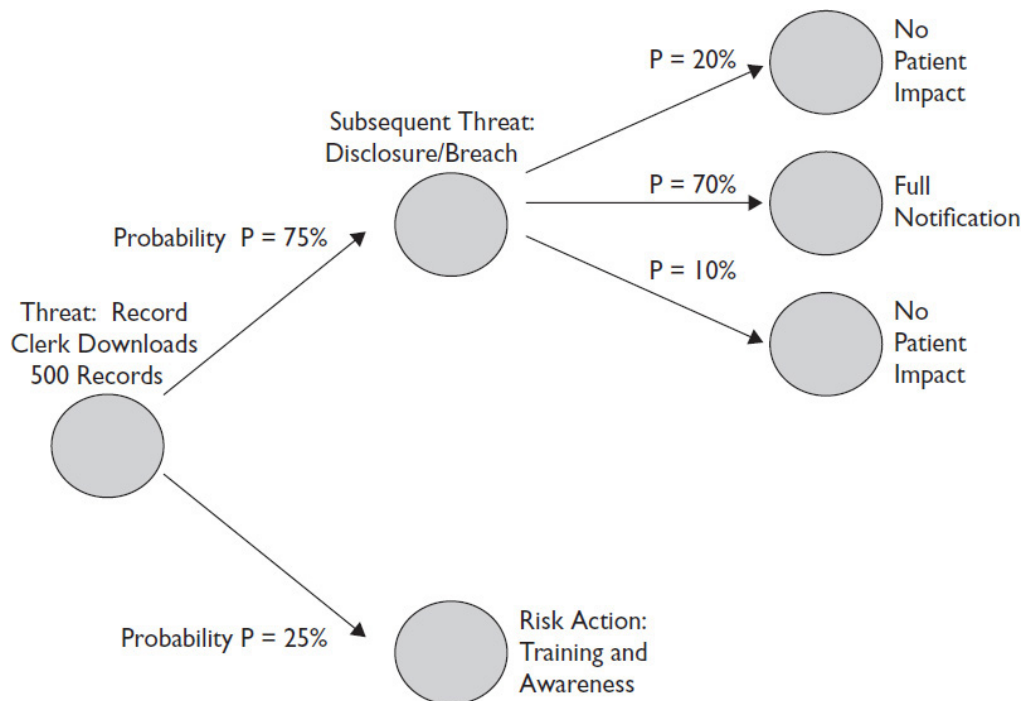 No
Patient
Impact
P = 20%
Subsequent Threat:
Disclosure/Breach
P = 70%
Full
Notification
Probability P = 75%
P = 10%
No
Patient
Impact
Threat: Record
Clerk Downloads
500 Records
Probability P = 25%
Risk Action:
Training and
Awareness